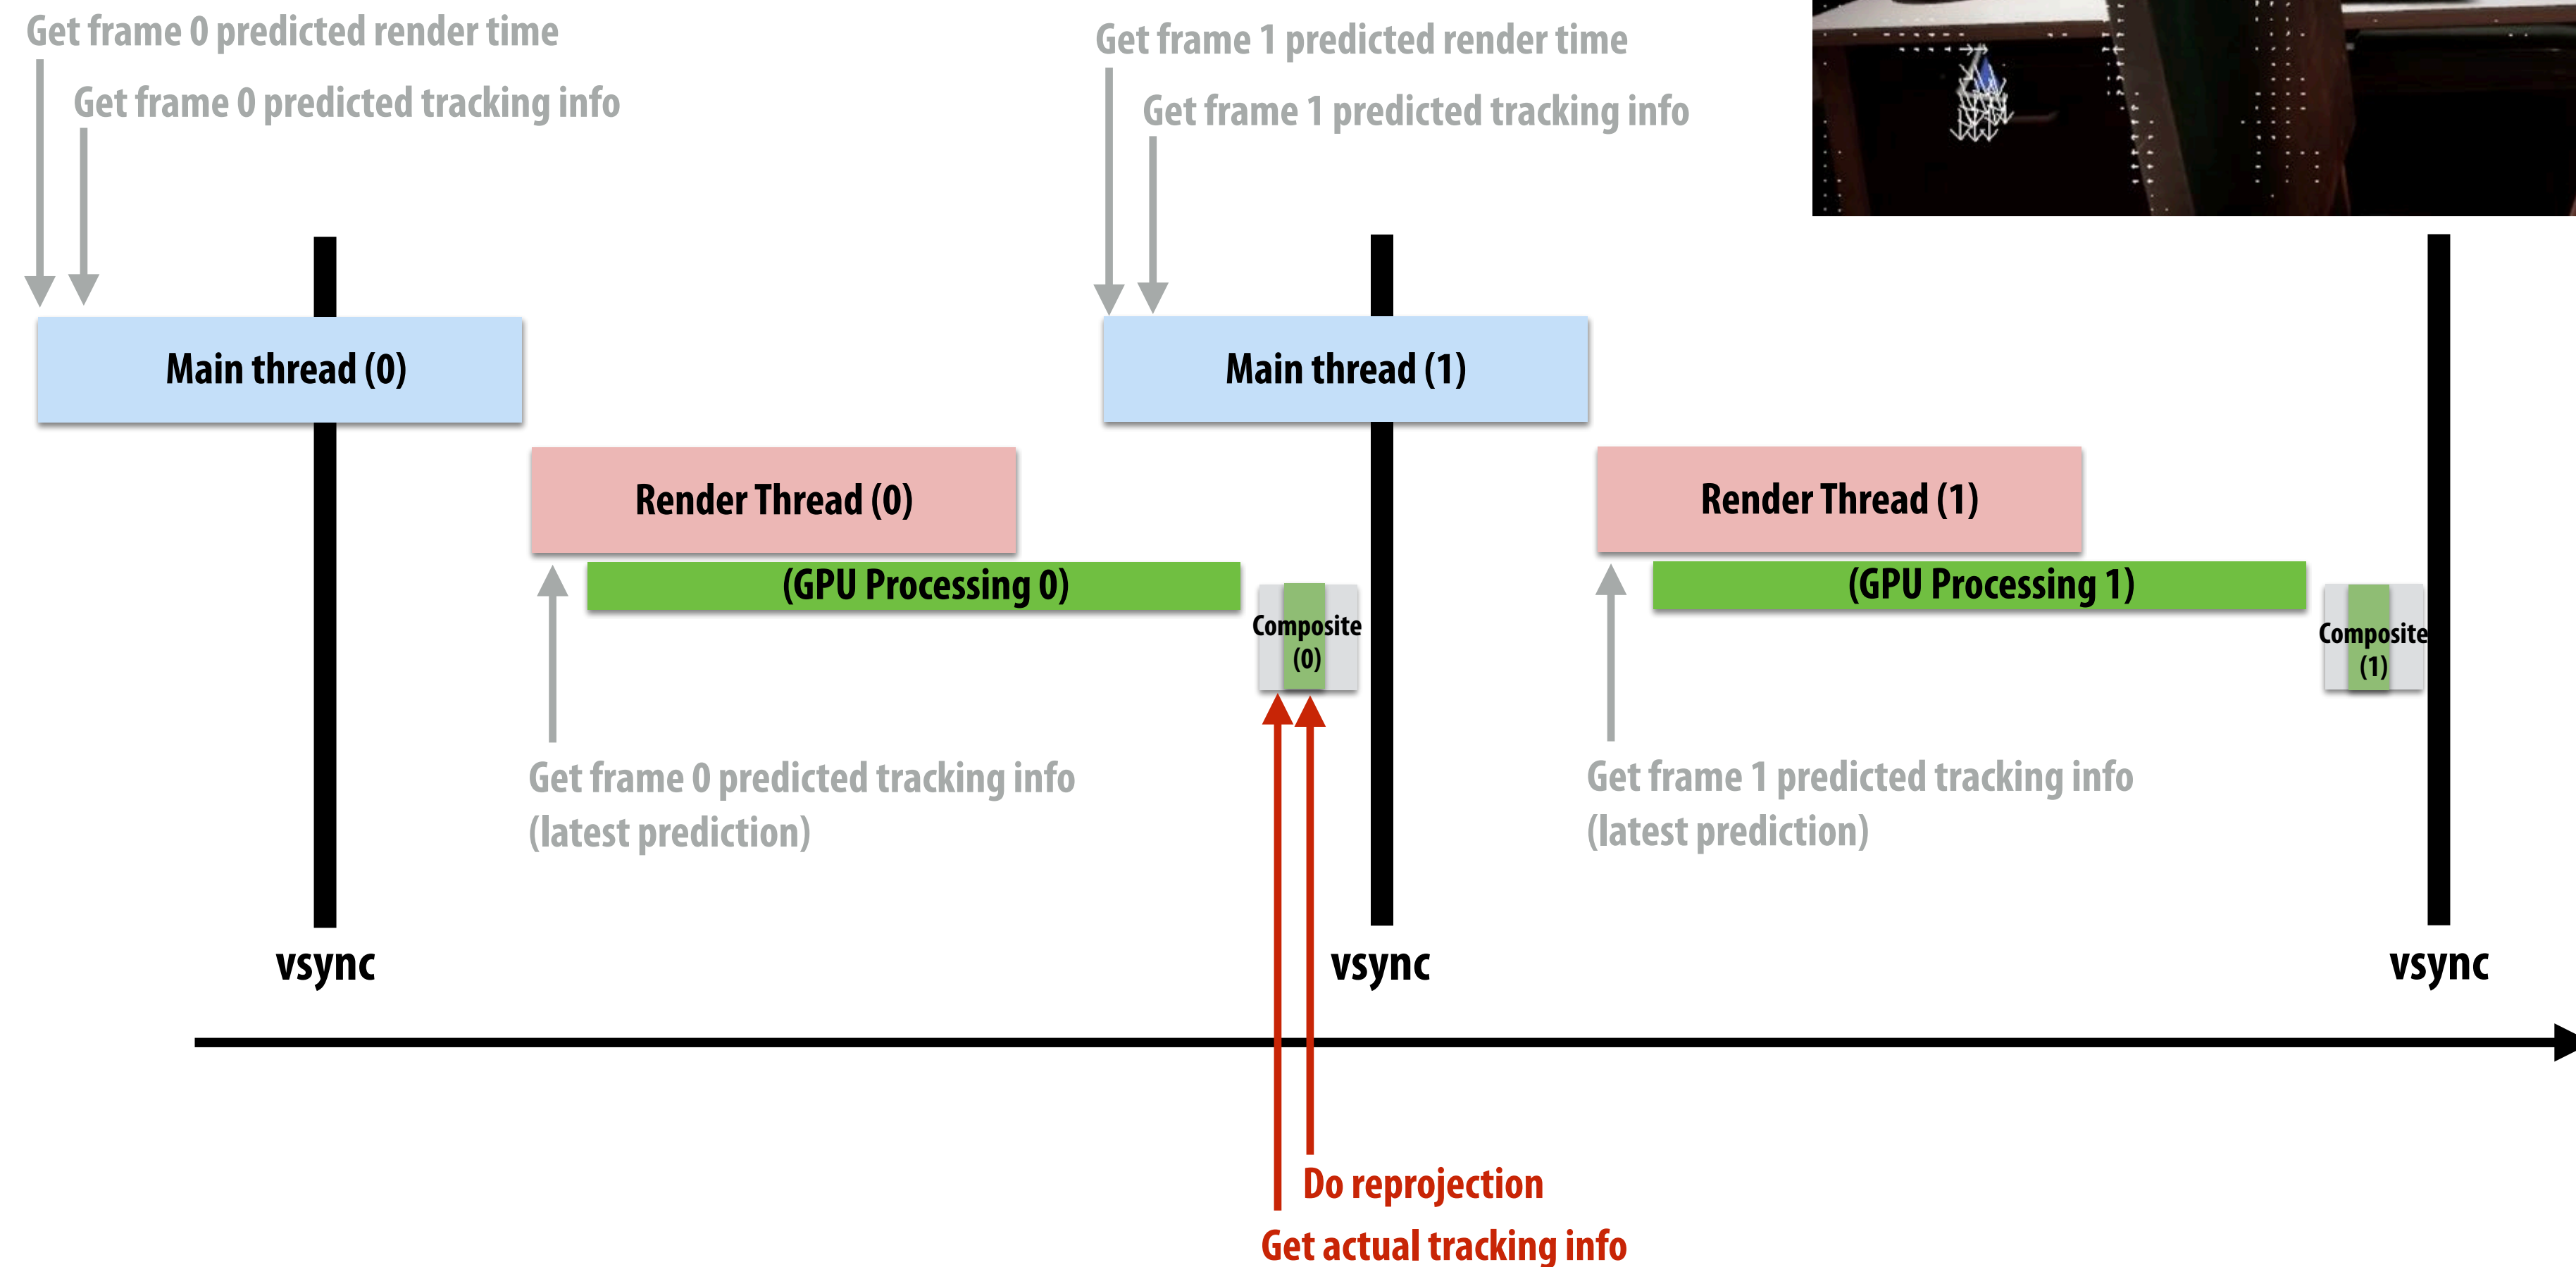 Get frame 0 predicted render time
Get frame 0 predicted tracking info
Get frame 1 predicted render time
Get frame 1 predicted tracking info
Main thread (0)
Main thread (1)
Render Thread (0)
Render Thread (1)
(GPU Processing 0)
(GPU Processing 1)
Composite
(0)
Composite
(1)
Get frame 0 predicted tracking info
(latest prediction)
Get frame 1 predicted tracking info
(latest prediction)
vsync
vsync
vsync
Do reprojection
Get actual tracking info